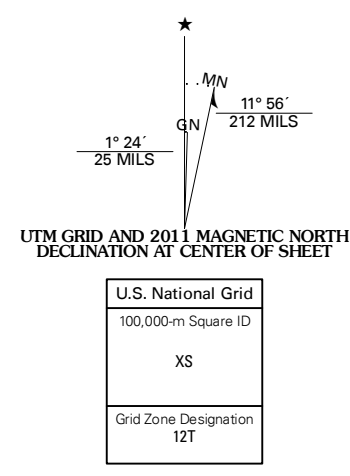 MN
GN
11° 56´
212 MILS
1° 24´
25 MILS
UTM GRID AND 2011 MAGNETIC NORTH
DECLINATION AT CENTER OF SHEET
U.S. National Grid
100,000-m Square ID
XS
Grid Zone Designation
12T